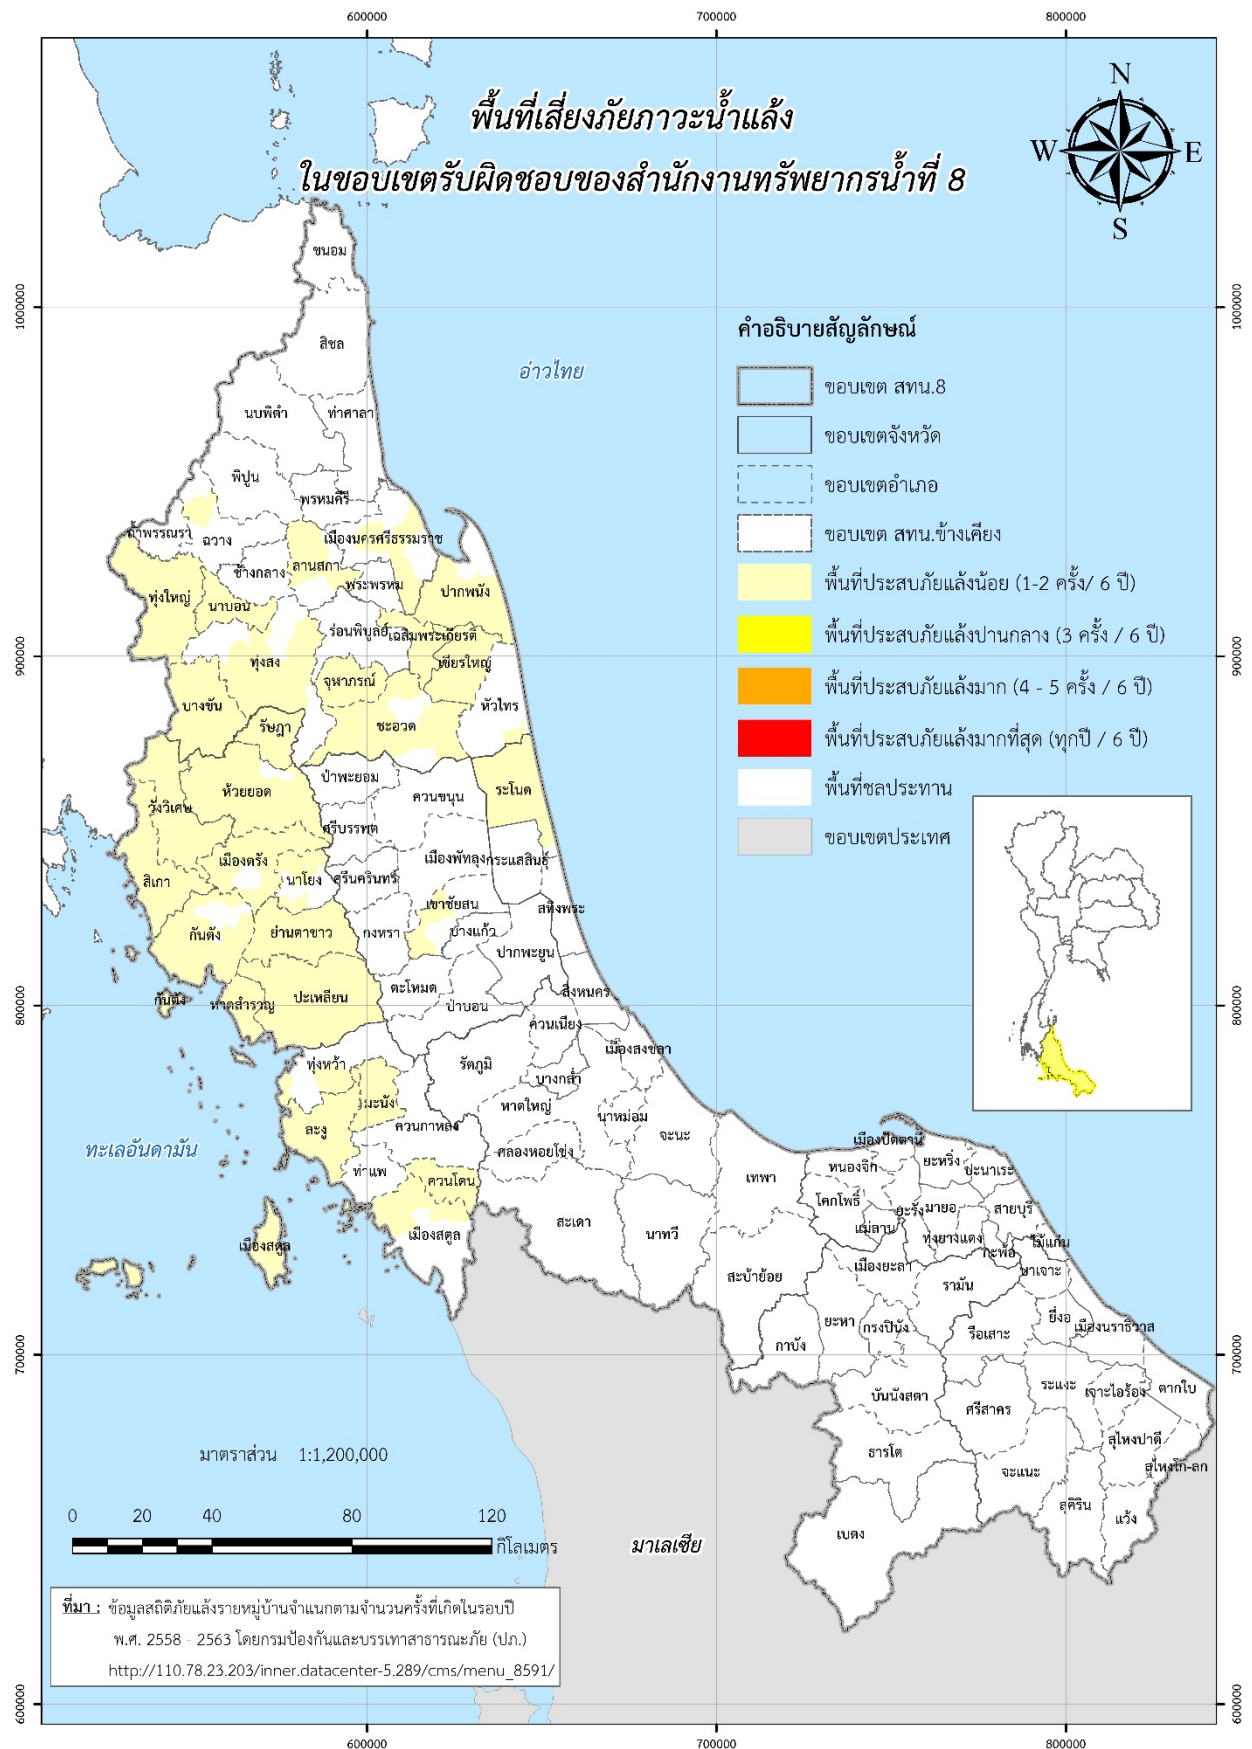 600000
700000
800000
พื้นที่เสี่ยงภัยภาวะน้ำแล้ง
ในขอบเขตรับผิดชอบของสำนักงานทรัพยากรน้ำที่ 8
N
W
E
S
1000000
1000000
900000
900000
800000
800000
700000
700000
600000
600000
คำอธิบายสัญลักษณ์
ขอบเขต สทน.8
ขอบเขตจังหวัด
ขอบเขตอำเภอ
ขอบเขต สทน.ข้างเคียง
พื้นที่ประสบภัยแล้งน้อย (1-2 ครั้ง/ 6 ปี)
พื้นที่ประสบภัยแล้งปานกลาง (3 ครั้ง / 6 ปี)
พื้นที่ประสบภัยแล้งมาก (4 - 5 ครั้ง / 6 ปี)
พื้นที่ประสบภัยแล้งมากที่สุด (ทุกปี / 6 ปี)
พื้นที่ชลประทาน
ขอบเขตประเทศ
อ่าวไทย
ทะเลอันดามัน
มาเลเซีย
ขนอม
สิชล
นบพิตำ
ท่าศาลา
พิปูน
พรหมคีรี
ถ้ำพรรณรา
ฉวาง
เมืองนครศรีธรรมราช
ช้างกลาง
ลานสกา
พระพรหม
ปากพนัง
ทุ่งใหญ่
นาบอน
ร่อนพิบูลย์
เฉลิมพระเกียรติ
ทุ่งสง
เชียรใหญ่
จุฬาภรณ์
บางขัน
หัวไทร
รัษฎา
ชะอวด
ป่าพะยอม
ควนขนุน
ระโนด
ห้วยยอด
วังวิเศษ
ศรีบรรพต
เมืองพัทลุง
กระแสสินธุ์
เมืองตรัง
สิเกา
นาโยง
ศรีนครินทร์
เขาชัยสน
สทิงพระ
กันตัง
ย่านตาขาว
กงหรา
บางแก้ว
ปากพะยูน
กันตัง
หาดสำราญ
ปะเหลียน
ตะโหมด
ป่าบอน
สิงหนคร
ควนเนียง
เมืองสงขลา
ทุ่งหว้า
รัตภูมิ
บางกล่ำ
มะนัง
หาดใหญ่
นาหม่อม
ละงู
ควนกาหลง
จะนะ
คลองหอยโข่ง
ท่าแพ
ควนโดน
เทพา
เมืองสตูล
เมืองสตูล
สะเดา
นาทวี
สะบ้าย้อย
เมืองปัตตานี
หนองจิก
ยะหริ่ง
ปะนาเระ
โคกโพธิ์
ยะรัง
มายอ
สายบุรี
แม่ลาน
ทุ่งยางแดง
กะพ้อ
ไม้แก่น
เมืองยะลา
รามัน
บาเจาะ
ยะหา
กรงปินัง
รือเสาะ
ยี่งอ
เมืองนราธิวาส
กาบัง
บันนังสตา
ศรีสาคร
ระแงะ
เจาะไอร้อง
ตากใบ
ธารโต
จะแนะ
สุไหงปาดี
สุไหงโก-ลก
เบตง
สุคิริน
แว้ง
มาตราส่วน 1:1,200,000
0 20 40 80 120
กิโลเมตร
ที่มา : ข้อมูลสถิติภัยแล้งรายหมู่บ้านจำแนกตามจำนวนครั้งที่เกิดในรอบปี
พ.ศ. 2558 - 2563 โดยกรมป้องกันและบรรเทาสาธารณะภัย (ปภ.)
http://110.78.23.203/inner.datacenter-5.289/cms/menu_8591/
600000
700000
800000